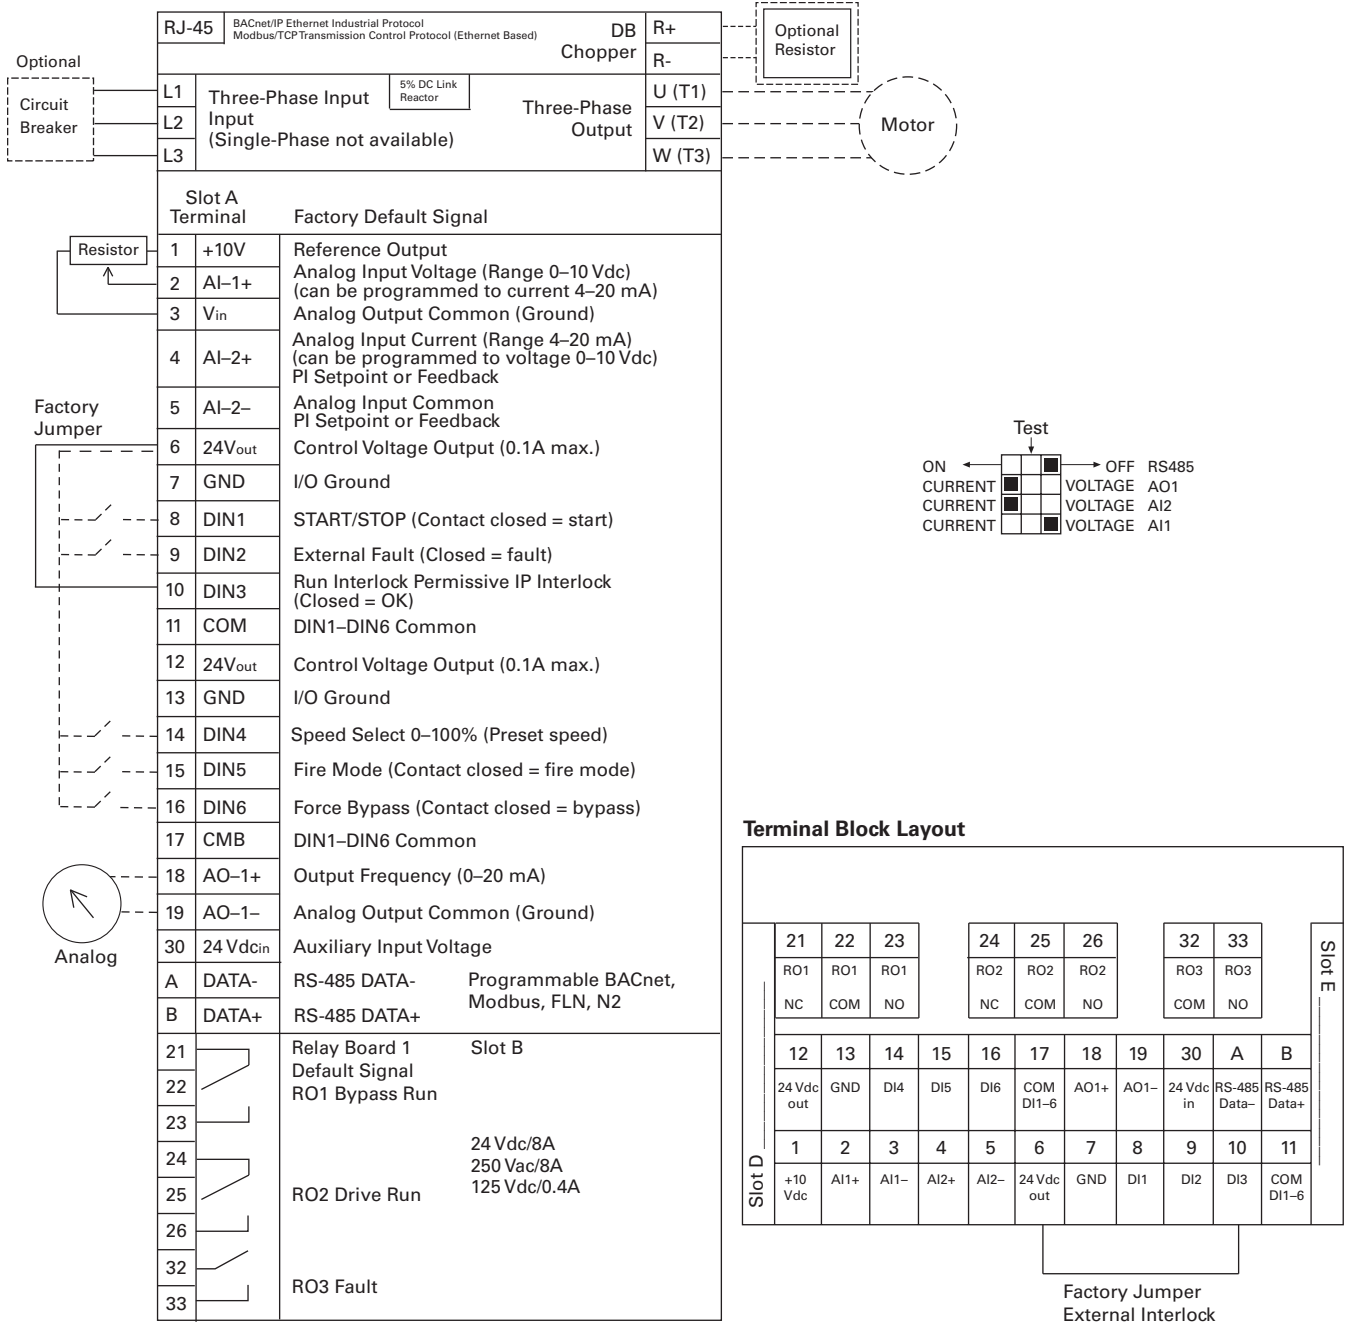 RJ-45
BACnet/IP Ethernet Industrial Protocol
Modbus/TCP Transmission Control Protocol (Ethernet Based)
DB
Chopper
R+
R-
Optional
Resistor
Optional
Circuit
Breaker
L1
L2
L3
Three-Phase Input
Input
(Single-Phase not available)
5% DC Link
Reactor
Three-Phase
Output
U (T1)
V (T2)
W (T3)
Motor
Slot A
Terminal
Factory Default Signal
Resistor
1 +10V Reference Output
2 AI–1+ Analog Input Voltage (Range 0–10 Vdc)
(can be programmed to current 4–20 mA)
3 Vin Analog Output Common (Ground)
4 AI–2+ Analog Input Current (Range 4–20 mA)
(can be programmed to voltage 0–10 Vdc)
PI Setpoint or Feedback
5 AI–2– Analog Input Common
PI Setpoint or Feedback
Factory
Jumper
6 24Vout Control Voltage Output (0.1A max.)
7 GND I/O Ground
8 DIN1 START/STOP (Contact closed = start)
9 DIN2 External Fault (Closed = fault)
10 DIN3 Run Interlock Permissive IP Interlock
(Closed = OK)
11 COM DIN1–DIN6 Common
12 24Vout Control Voltage Output (0.1A max.)
13 GND I/O Ground
14 DIN4 Speed Select 0–100% (Preset speed)
15 DIN5 Fire Mode (Contact closed = fire mode)
16 DIN6 Force Bypass (Contact closed = bypass)
17 CMB DIN1–DIN6 Common
18 AO–1+ Output Frequency (0–20 mA)
19 AO–1– Analog Output Common (Ground)
Analog
30 24 Vdcin Auxiliary Input Voltage
A DATA- RS-485 DATA-
B DATA+ RS-485 DATA+
Programmable BACnet,
Modbus, FLN, N2
21
22
23
24
25
26
32
33
Relay Board 1
Default Signal
RO1 Bypass Run
Slot B
24 Vdc/8A
250 Vac/8A
125 Vdc/0.4A
RO2 Drive Run
RO3 Fault
Test
ON OFF RS485
CURRENT VOLTAGE AO1
CURRENT VOLTAGE AI2
CURRENT VOLTAGE AI1
Terminal Block Layout
Slot D
Slot E
21 22 23 24 25 26 32 33
RO1 RO1 RO1 RO2 RO2 RO2 RO3 RO3
NC COM NO NC COM NO COM NO
12 13 14 15 16 17 18 19 30 A B
24 Vdc GND DI4 DI5 DI6 COM AO1+ AO1– 24 Vdc RS-485 RS-485
out DI1–6 in Data– Data+
1 2 3 4 5 6 7 8 9 10 11
+10 AI1+ AI1– AI2+ AI2– 24 Vdc GND DI1 DI2 DI3 COM
Vdc out DI1–6
Factory Jumper
External Interlock